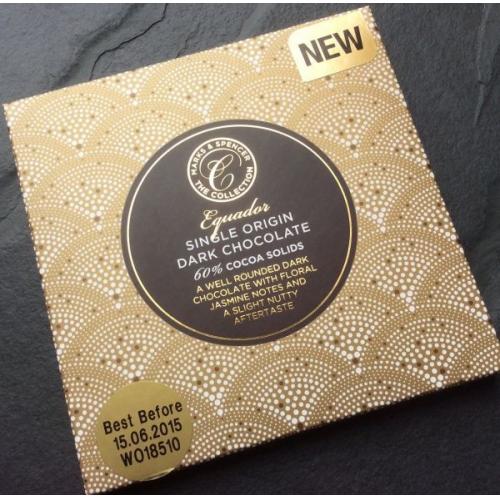 NEW
MARKS & SPENCER
THE COLLECTION
C
Equador
SINGLE ORIGIN
DARK CHOCOLATE
60% COCOA SOLIDS
A WELL ROUNDED DARK
CHOCOLATE WITH FLORAL
JASMINE NOTES AND
A SLIGHT NUTTY
AFTERTASTE
Best Before
15.06.2015
WO18510